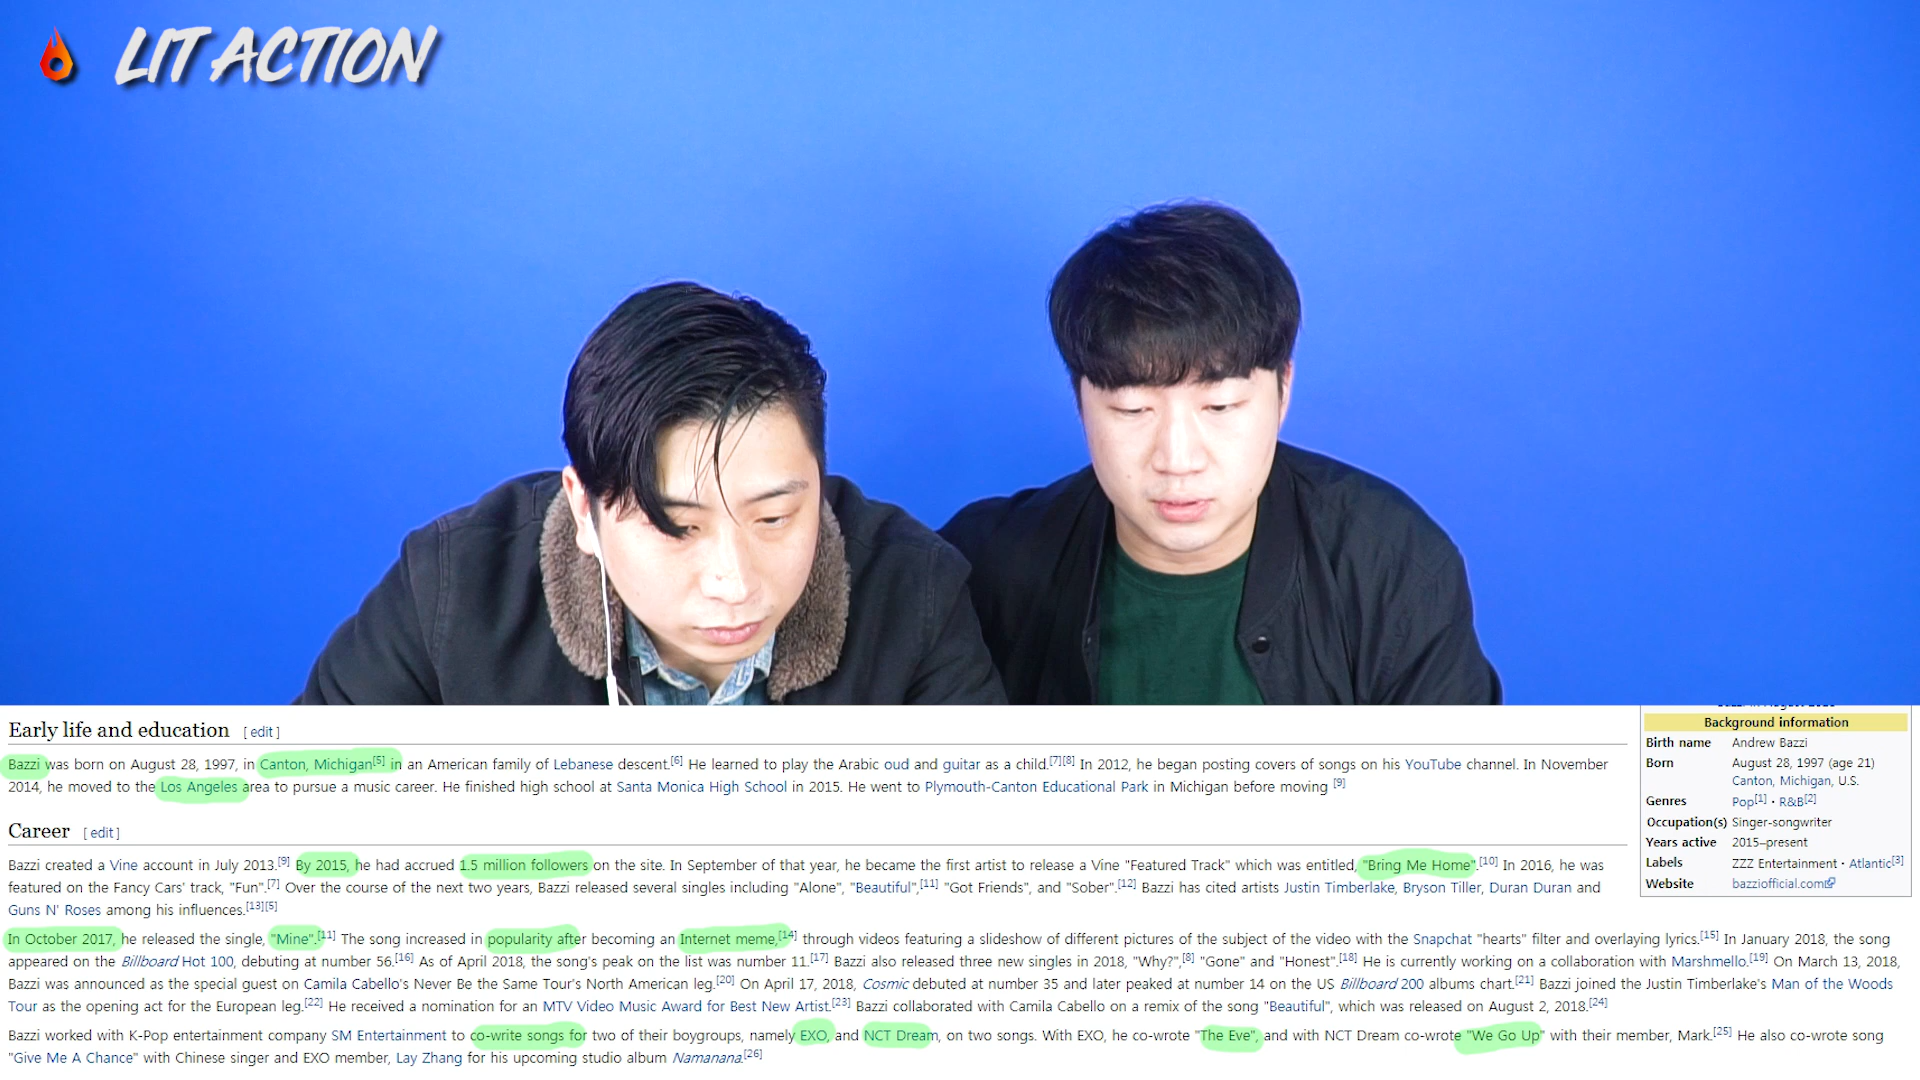 LIT ACTION
Early life and education [ edit ]
Bazzi was born on August 28, 1997, in Canton, Michigan[5] in an American family of Lebanese descent.[6] He learned to play the Arabic oud and guitar as a child.[7][8] In 2012, he began posting covers of songs on his YouTube channel. In November
2014, he moved to the Los Angeles area to pursue a music career. He finished high school at Santa Monica High School in 2015. He went to Plymouth-Canton Educational Park in Michigan before moving [9]
Career [ edit ]
Bazzi created a Vine account in July 2013.[9] By 2015, he had accrued 1.5 million followers on the site. In September of that year, he became the first artist to release a Vine "Featured Track" which was entitled, "Bring Me Home".[10] In 2016, he was
featured on the Fancy Cars' track, "Fun".[7] Over the course of the next two years, Bazzi released several singles including "Alone", "Beautiful",[11] "Got Friends", and "Sober".[12] Bazzi has cited artists Justin Timberlake, Bryson Tiller, Duran Duran and
Guns N' Roses among his influences.[13][5]
In October 2017, he released the single, "Mine".[11] The song increased in popularity after becoming an Internet meme,[14] through videos featuring a slideshow of different pictures of the subject of the video with the Snapchat "hearts" filter and overlaying lyrics.[15] In January 2018, the song
appeared on the Billboard Hot 100, debuting at number 56.[16] As of April 2018, the song's peak on the list was number 11.[17] Bazzi also released three new singles in 2018, "Why?",[8] "Gone" and "Honest".[18] He is currently working on a collaboration with Marshmello.[19] On March 13, 2018,
Bazzi was announced as the special guest on Camila Cabello's Never Be the Same Tour's North American leg.[20] On April 17, 2018, Cosmic debuted at number 35 and later peaked at number 14 on the US Billboard 200 albums chart.[21] Bazzi joined the Justin Timberlake's Man of the Woods
Tour as the opening act for the European leg.[22] He received a nomination for an MTV Video Music Award for Best New Artist.[23] Bazzi collaborated with Camila Cabello on a remix of the song "Beautiful", which was released on August 2, 2018.[24]
Bazzi worked with K-Pop entertainment company SM Entertainment to co-write songs for two of their boygroups, namely EXO, and NCT Dream, on two songs. With EXO, he co-wrote "The Eve", and with NCT Dream co-wrote "We Go Up" with their member, Mark.[25] He also co-wrote song
"Give Me A Chance" with Chinese singer and EXO member, Lay Zhang for his upcoming studio album Namanana.[26]
Background information
Birth name Andrew Bazzi
Born August 28, 1997 (age 21)
Canton, Michigan, U.S.
Genres Pop[1] · R&B[2]
Occupation(s) Singer-songwriter
Years active 2015–present
Labels ZZZ Entertainment · Atlantic[3]
Website bazziofficial.com